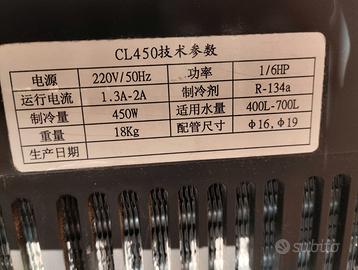 CL450技术参数
电源 220V/50Hz 功率 1/6HP
运行电流 1.3A-2A 制冷剂 R-134a
制冷量 450W 适用水量 400L-700L
重量 18Kg 配管尺寸 Φ16,Φ19
生产日期
subito